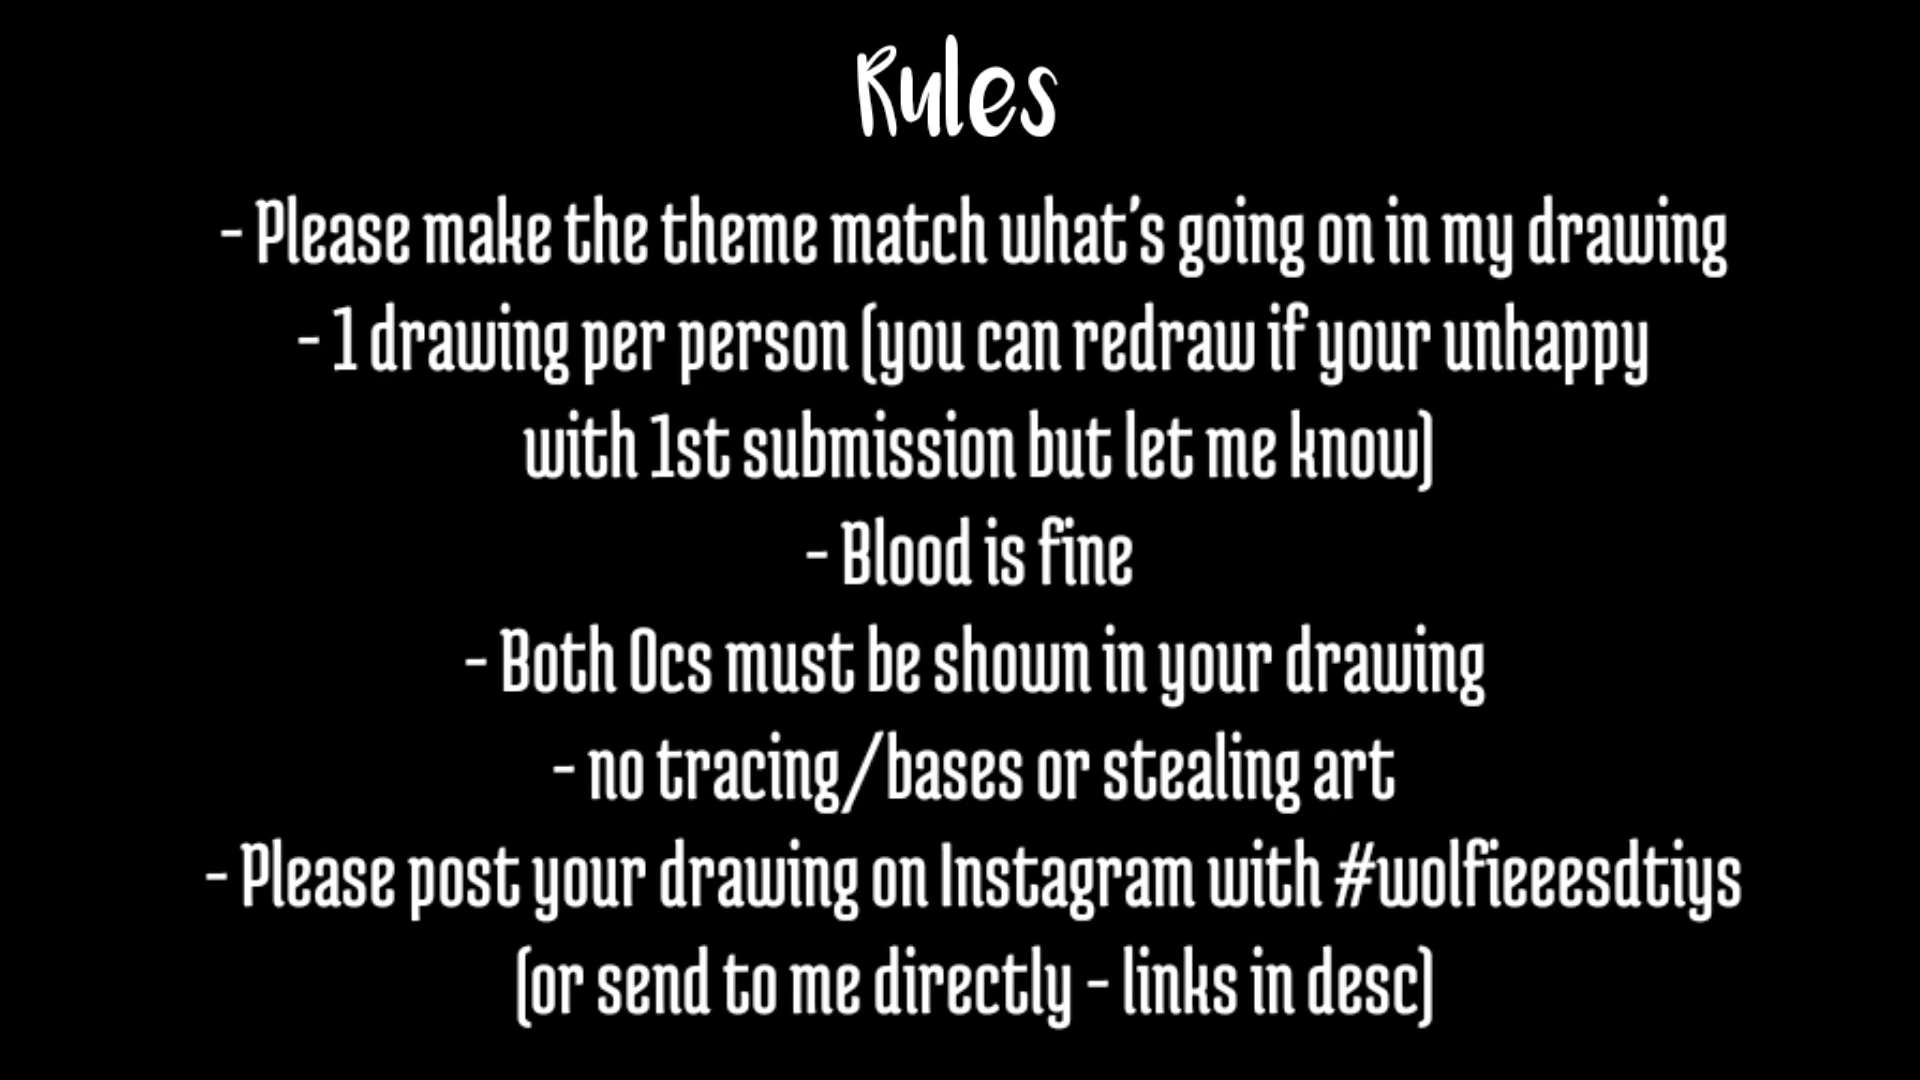 Rules
- Please make the theme match what's going on in my drawing
- 1 drawing per person (you can redraw if your unhappy
with 1st submission but let me know)
- Blood is fine
- Both Ocs must be shown in your drawing
- no tracing/bases or stealing art
- Please post your drawing on Instagram with #wolfieeesdtiys
(or send to me directly - links in desc)